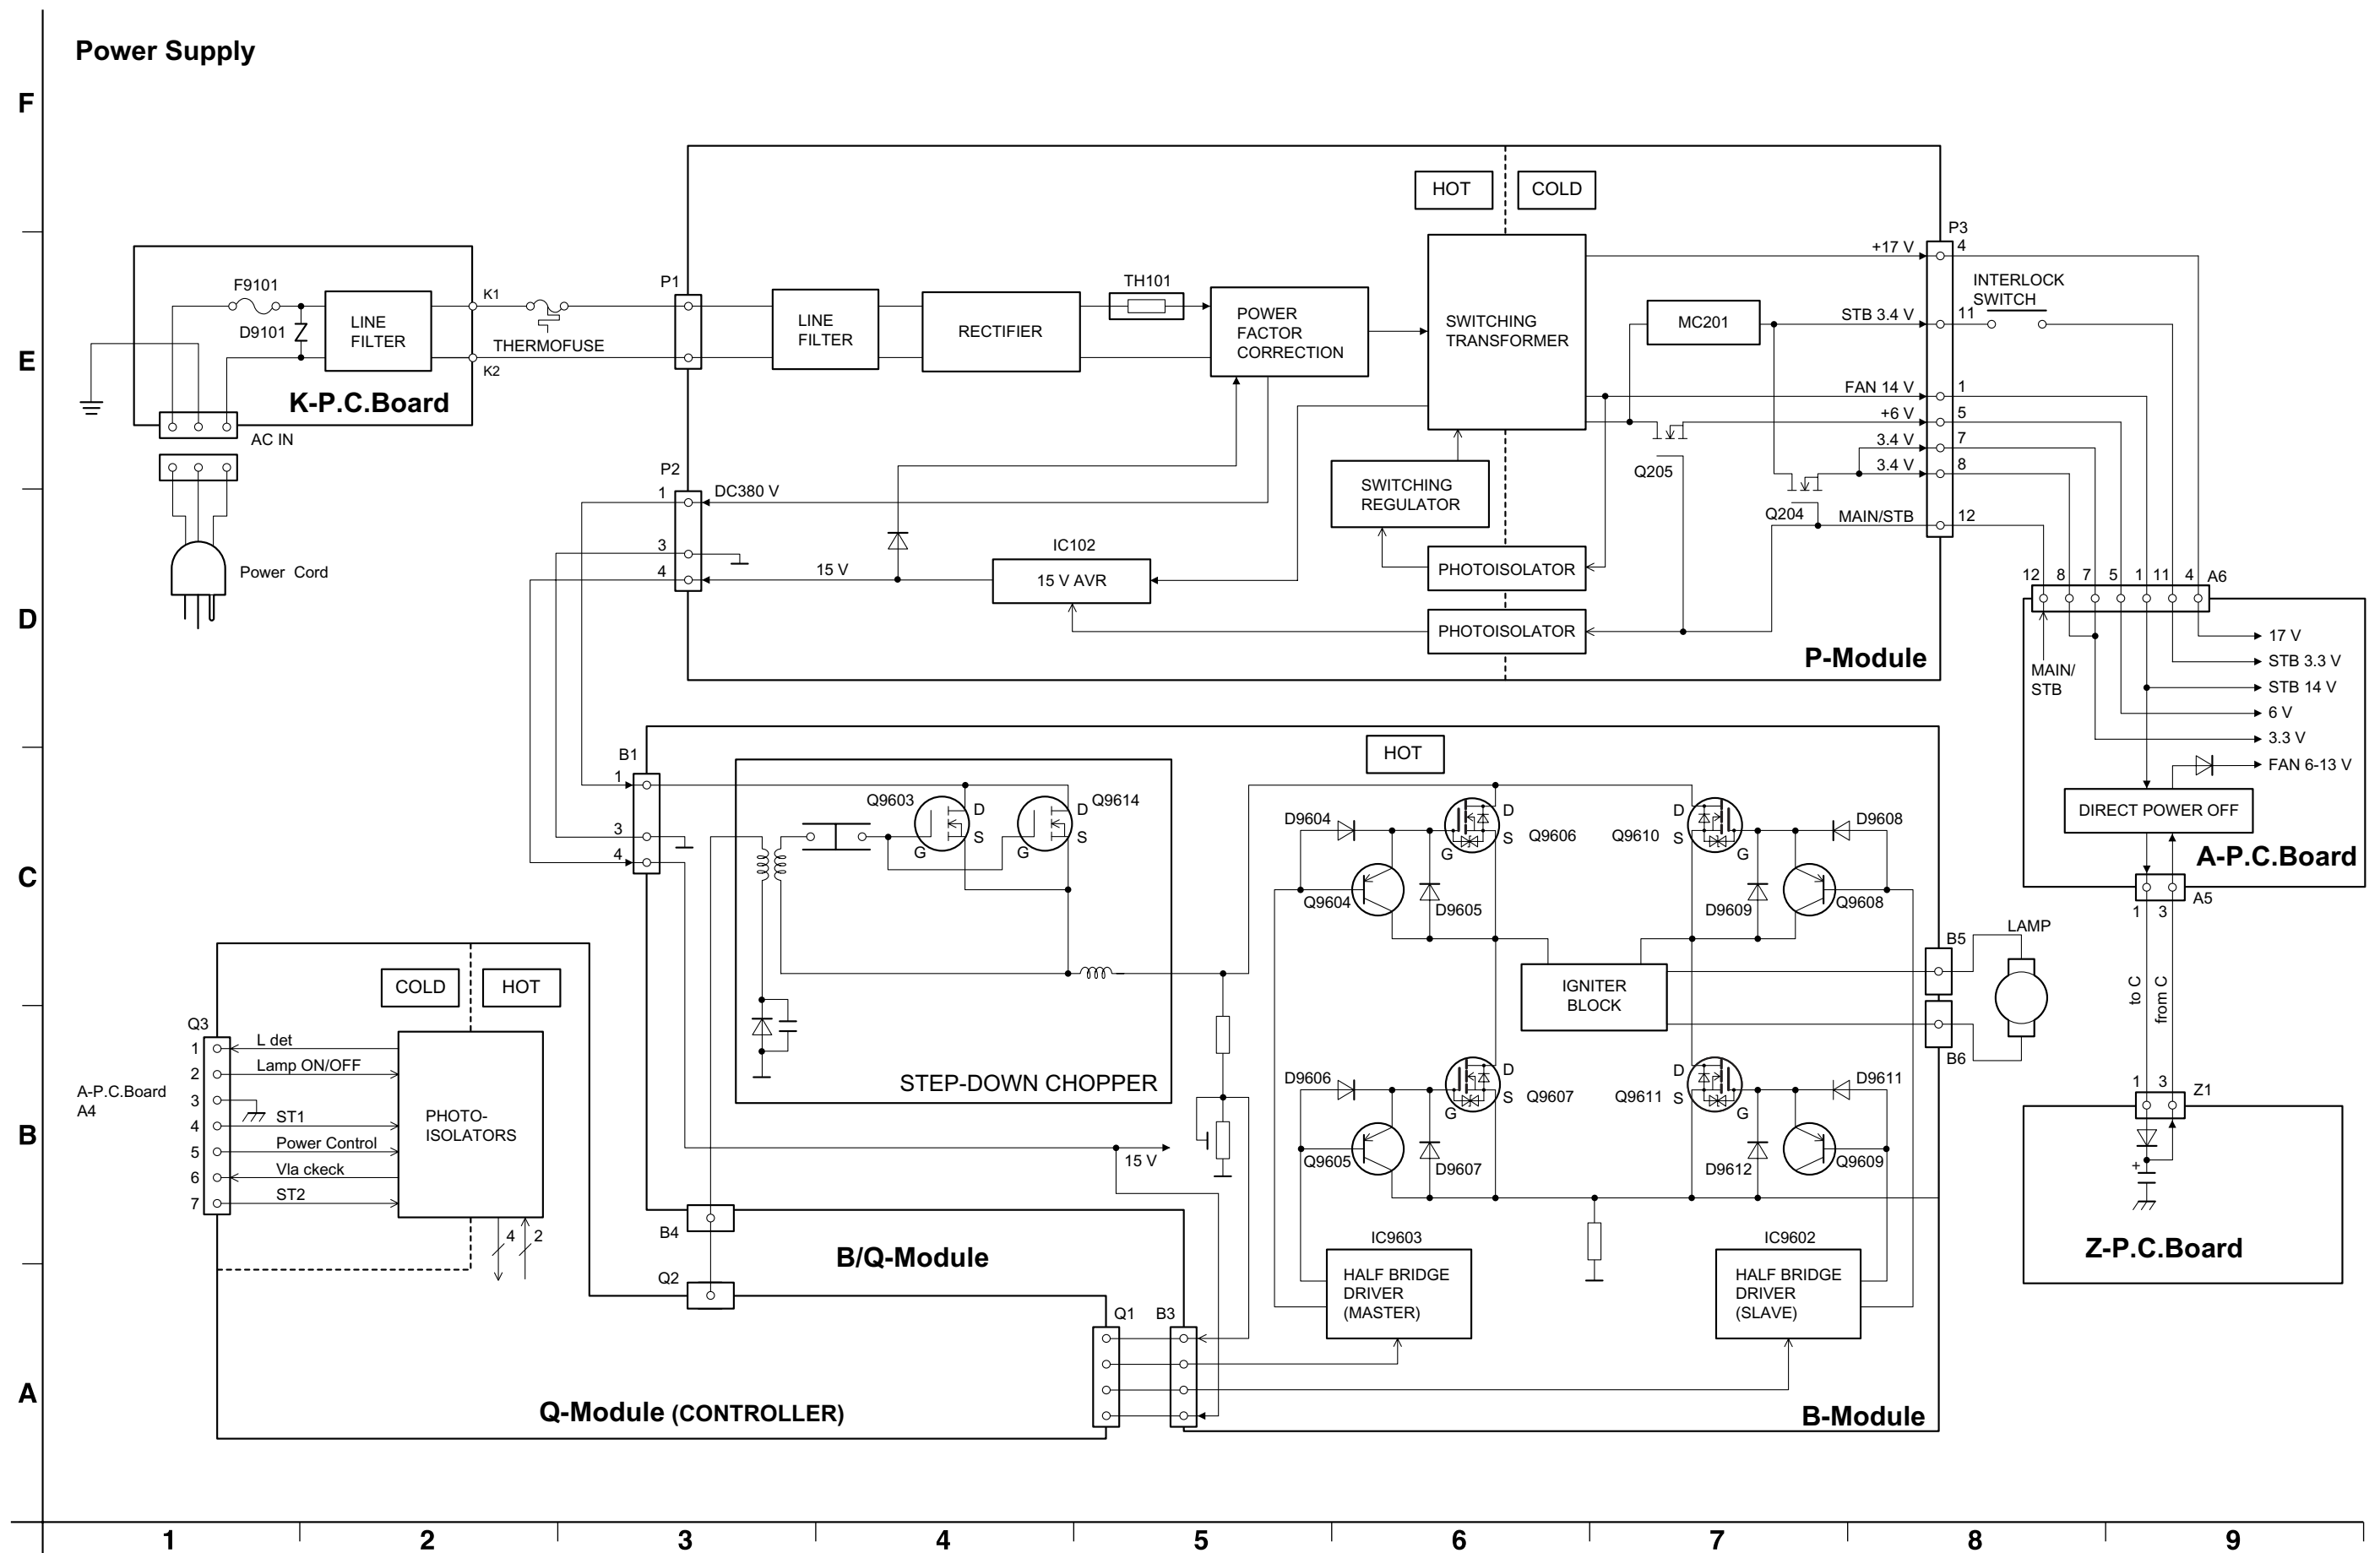 Power Supply
F
E
D
C
B
A
1
2
3
4
5
6
7
8
9
F9101
D9101
LINE
FILTER
K-P.C.Board
AC IN
Power Cord
K1
K2
THERMOFUSE
P1
LINE
FILTER
RECTIFIER
TH101
POWER
FACTOR
CORRECTION
HOT
COLD
SWITCHING
TRANSFORMER
MC201
+17 V
STB 3.4 V
FAN 14 V
+6 V
3.4 V
3.4 V
MAIN/STB
Q205
Q204
P3
4
11
1
5
7
8
12
INTERLOCK
SWITCH
P2
1
DC380 V
3
4
15 V
IC102
15 V AVR
SWITCHING
REGULATOR
PHOTOISOLATOR
PHOTOISOLATOR
P-Module
12
8
7
5
1
11
4
A6
MAIN/
STB
17 V
STB 3.3 V
STB 14 V
6 V
3.3 V
FAN 6-13 V
DIRECT POWER OFF
A-P.C.Board
1
3
A5
to C
from C
1
3
Z1
+
Z-P.C.Board
B1
1
3
4
Q9603
D
S
G
Q9614
D
S
G
STEP-DOWN CHOPPER
15 V
HOT
D9604
Q9604
D9605
D
S
G
Q9606
Q9610
D
S
G
D9609
D9608
Q9608
IGNITER
BLOCK
B5
B6
LAMP
D9606
Q9605
D9607
D
S
G
Q9607
Q9611
D
S
G
D9612
D9611
Q9609
IC9603
HALF BRIDGE
DRIVER
(MASTER)
IC9602
HALF BRIDGE
DRIVER
(SLAVE)
B-Module
COLD
HOT
A-P.C.Board
A4
Q3
1
2
3
4
5
6
7
L det
Lamp ON/OFF
ST1
Power Control
Vla ckeck
ST2
PHOTO-
ISOLATORS
4
2
B4
Q2
B/Q-Module
Q1
B3
Q-Module (CONTROLLER)